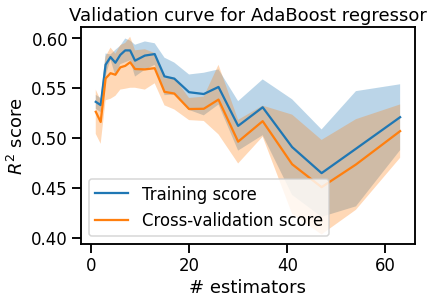 Validation curve for AdaBoost regressor
0.60
0.55
0.50
0.45
0.40
R² score
Training score
Cross-validation score
0 20 40 60
# estimators